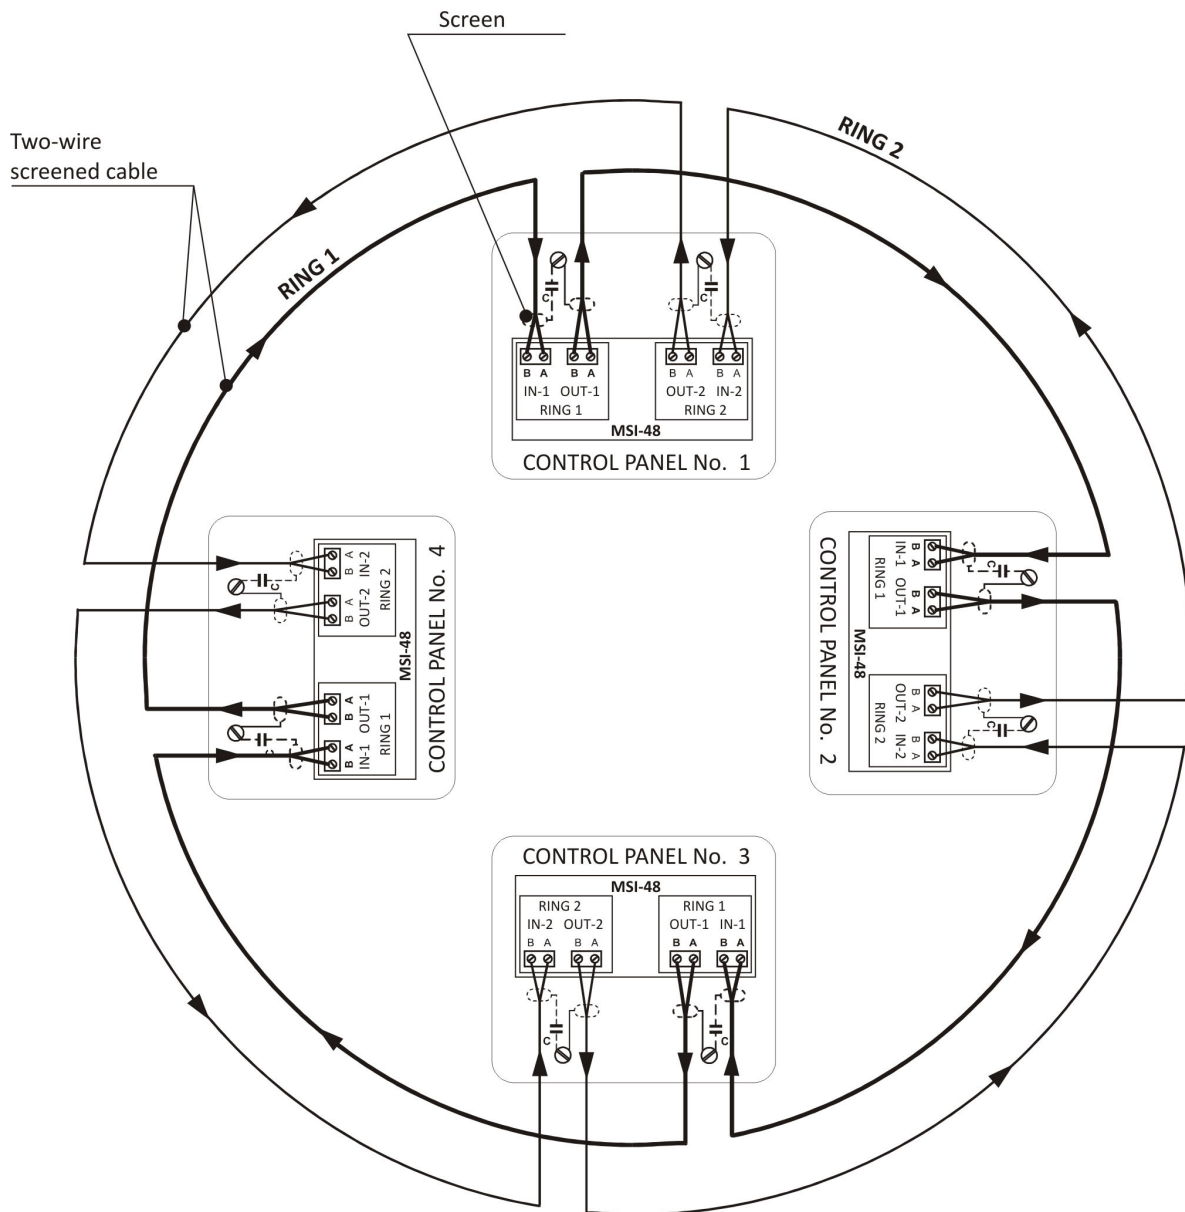 Screen
Two-wire
screened cable
RING 1
RING 2
C
C
B A B A
B A B A
IN-1 OUT-1
OUT-2 IN-2
RING 1
RING 2
MSI-48
CONTROL PANEL No. 1
CONTROL PANEL No. 4
MSI-48
RING 2
IN-2
A
B
OUT-2
A
B
C
RING 1
OUT-1
A
B
IN-1
A
B
C
CONTROL PANEL No. 2
MSI-48
RING 1
IN-1
B
A
OUT-1
B
A
C
RING 2
OUT-2
B
A
IN-2
B
A
C
CONTROL PANEL No. 3
MSI-48
RING 2
RING 1
IN-2 OUT-2
OUT-1 IN-1
B A B A
B A B A
C
C